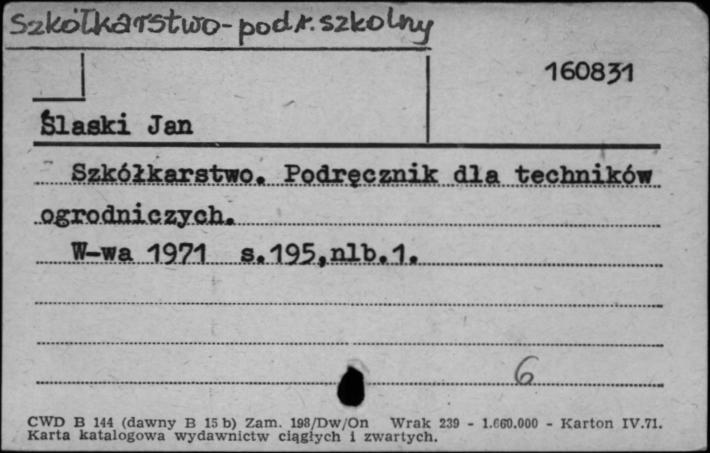 Szkółkarstwo-podr. szkolny
160831
Ślaski Jan
Szkółkarstwo. Podręcznik dla techników
ogrodniczych.
W-wa 1971 s.195,nlb.1.
6
CWD B 144 (dawny B 15 b) Zam. 198/Dw/On Wrak 239 - 1.660.000 - Karton IV.71.
Karta katalogowa wydawnictw ciągłych i zwartych.